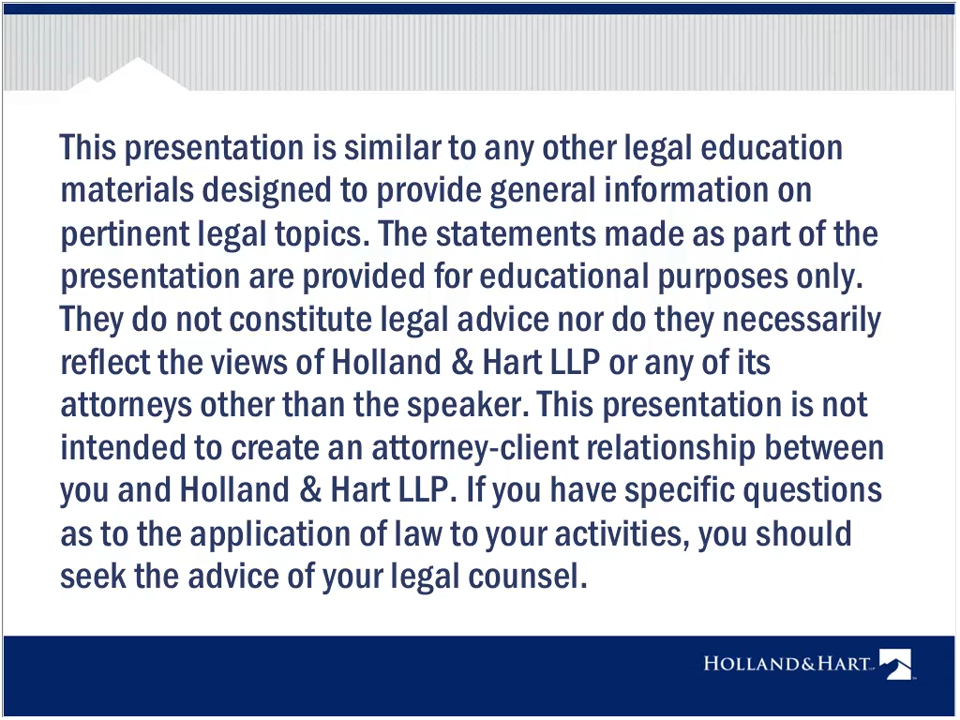 This presentation is similar to any other legal education
materials designed to provide general information on
pertinent legal topics. The statements made as part of the
presentation are provided for educational purposes only.
They do not constitute legal advice nor do they necessarily
reflect the views of Holland & Hart LLP or any of its
attorneys other than the speaker. This presentation is not
intended to create an attorney-client relationship between
you and Holland & Hart LLP. If you have specific questions
as to the application of law to your activities, you should
seek the advice of your legal counsel.
HOLLAND&HART